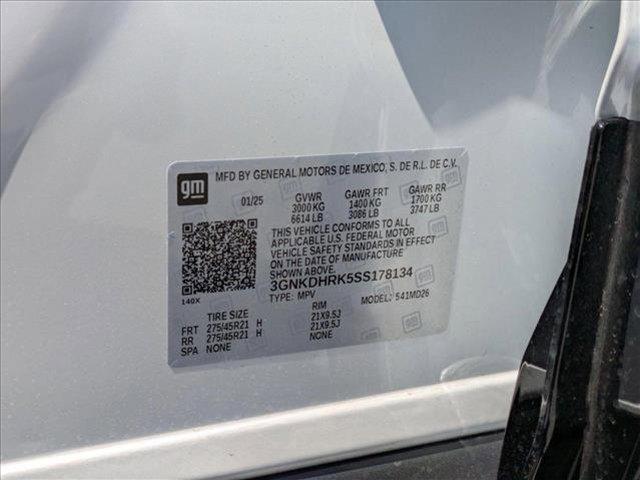 gm
MFD BY GENERAL MOTORS DE MEXICO, S. DE R.L. DE C.V.
01/25 GVWR GAWR FRT GAWR RR
3000 KG 1400 KG 1700 KG
6614 LB 3086 LB 3747 LB
THIS VEHICLE CONFORMS TO ALL
APPLICABLE U.S. FEDERAL MOTOR
VEHICLE SAFETY STANDARDS IN EFFECT
ON THE DATE OF MANUFACTURE
SHOWN ABOVE.
3GNKDHRK5SS178134
140X
TYPE: MPV MODEL: 541MD26
TIRE SIZE RIM
FRT 275/45R21 H 21X9.5J
RR 275/45R21 H 21X9.5J
SPA NONE NONE